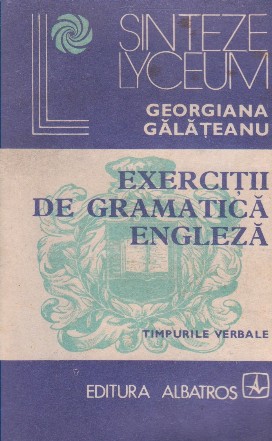 SINTEZE
LYCEUM
GEORGIANA
GĂLĂȚEANU
EXERCIȚII
DE GRAMATICĂ
ENGLEZĂ
TIMPURILE VERBALE
EDITURA ALBATROS